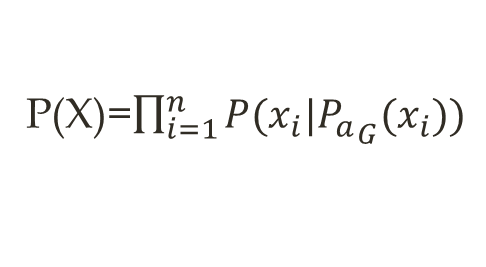 P(X)=∏ⁿᵢ₌₁ P(xᵢ|P_{a_G}(xᵢ))